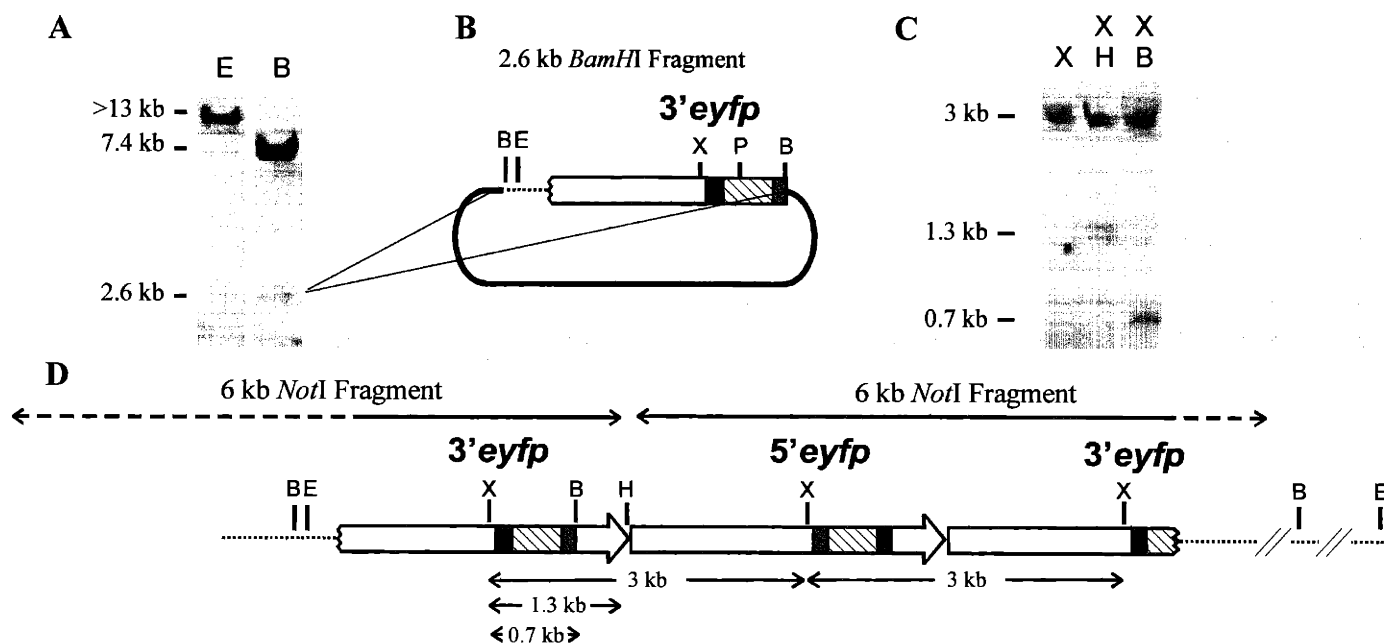 A
E B
>13 kb
7.4 kb
2.6 kb
B
2.6 kb BamHI Fragment
3'eyfp
B E X P B
C
X X
X H B
3 kb
1.3 kb
0.7 kb
D
6 kb NotI Fragment 6 kb NotI Fragment
3'eyfp 5'eyfp 3'eyfp
B E X B H X X B E
3 kb 3 kb
1.3 kb
0.7 kb